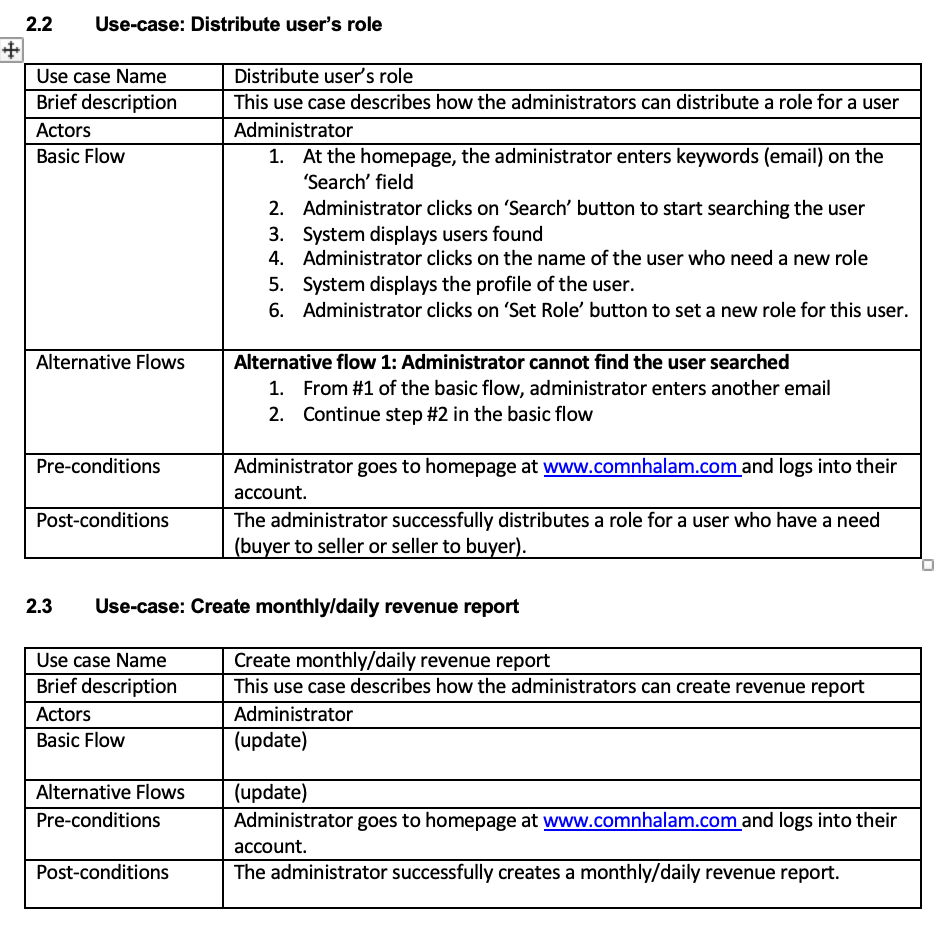 2.2 Use-case: Distribute user’s role
Use case Name Distribute user’s role
Brief description This use case describes how the administrators can distribute a role for a user
Actors Administrator
Basic Flow 1. At the homepage, the administrator enters keywords (email) on the
‘Search’ field
2. Administrator clicks on ‘Search’ button to start searching the user
3. System displays users found
4. Administrator clicks on the name of the user who need a new role
5. System displays the profile of the user.
6. Administrator clicks on ‘Set Role’ button to set a new role for this user.
Alternative Flows Alternative flow 1: Administrator cannot find the user searched
1. From #1 of the basic flow, administrator enters another email
2. Continue step #2 in the basic flow
Pre-conditions Administrator goes to homepage at www.comnhalam.com and logs into their
account.
Post-conditions The administrator successfully distributes a role for a user who have a need
(buyer to seller or seller to buyer).
2.3 Use-case: Create monthly/daily revenue report
Use case Name Create monthly/daily revenue report
Brief description This use case describes how the administrators can create revenue report
Actors Administrator
Basic Flow (update)
Alternative Flows (update)
Pre-conditions Administrator goes to homepage at www.comnhalam.com and logs into their
account.
Post-conditions The administrator successfully creates a monthly/daily revenue report.